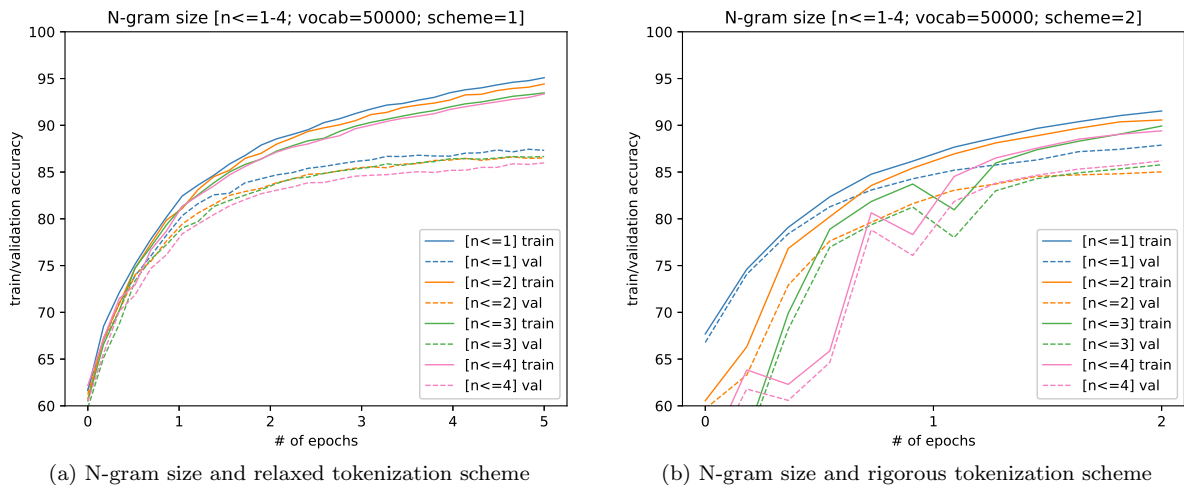 N-gram size [n<=1-4; vocab=50000; scheme=1]
100
95
90
85
80
75
70
65
60
train/validation accuracy
[n<=1] train
[n<=1] val
[n<=2] train
[n<=2] val
[n<=3] train
[n<=3] val
[n<=4] train
[n<=4] val
0 1 2 3 4 5
# of epochs
(a) N-gram size and relaxed tokenization scheme
N-gram size [n<=1-4; vocab=50000; scheme=2]
100
95
90
85
80
75
70
65
60
train/validation accuracy
[n<=1] train
[n<=1] val
[n<=2] train
[n<=2] val
[n<=3] train
[n<=3] val
[n<=4] train
[n<=4] val
0 1 2
# of epochs
(b) N-gram size and rigorous tokenization scheme